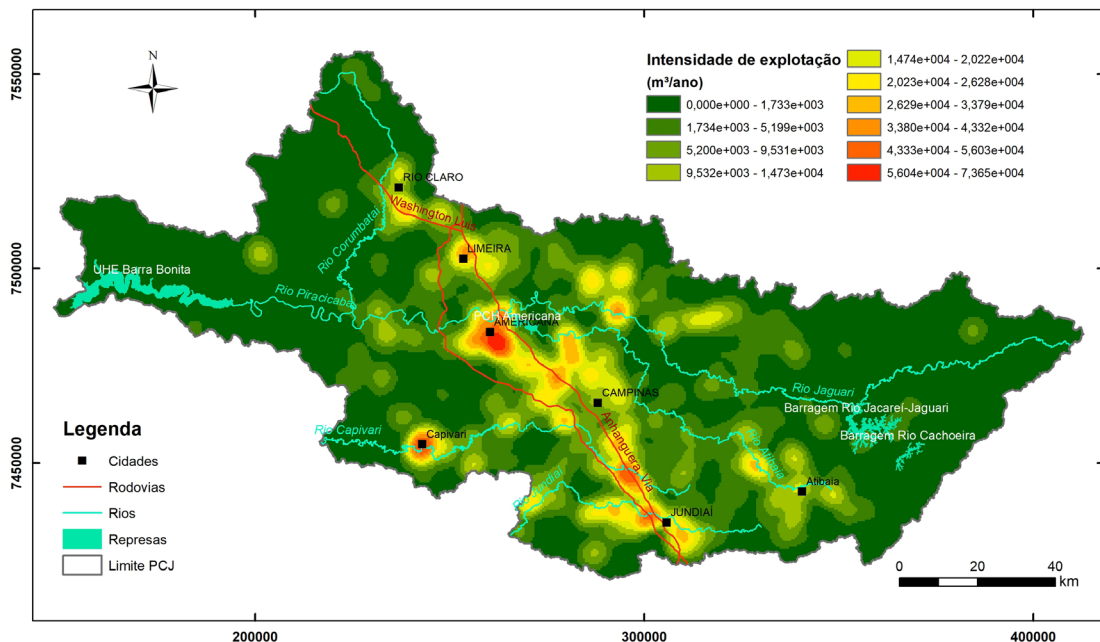 7550000
7500000
7450000
N
Intensidade de explotação
(m³/ano)
0,000e+000 - 1,733e+003
1,734e+003 - 5,199e+003
5,200e+003 - 9,531e+003
9,532e+003 - 1,473e+004
1,474e+004 - 2,022e+004
2,023e+004 - 2,628e+004
2,629e+004 - 3,379e+004
3,380e+004 - 4,332e+004
4,333e+004 - 5,603e+004
5,604e+004 - 7,365e+004
RIO CLARO
Washington Luis
Rio Corumbataí
LIMEIRA
UHE Barra Bonita
Rio Piracicaba
PCH Americana
AMERICANA
CAMPINAS
Rio Jaguari
Barragem Rio Jacareí-Jaguari
Barragem Rio Cachoeira
Anhanguera, Via
Rio Capivari
Capivari
Rio Atibaia
Atibaia
Rio Jundiaí
JUNDIAÍ
Legenda
Cidades
Rodovias
Rios
Represas
Limite PCJ
0 10 20 40
km
200000
300000
400000